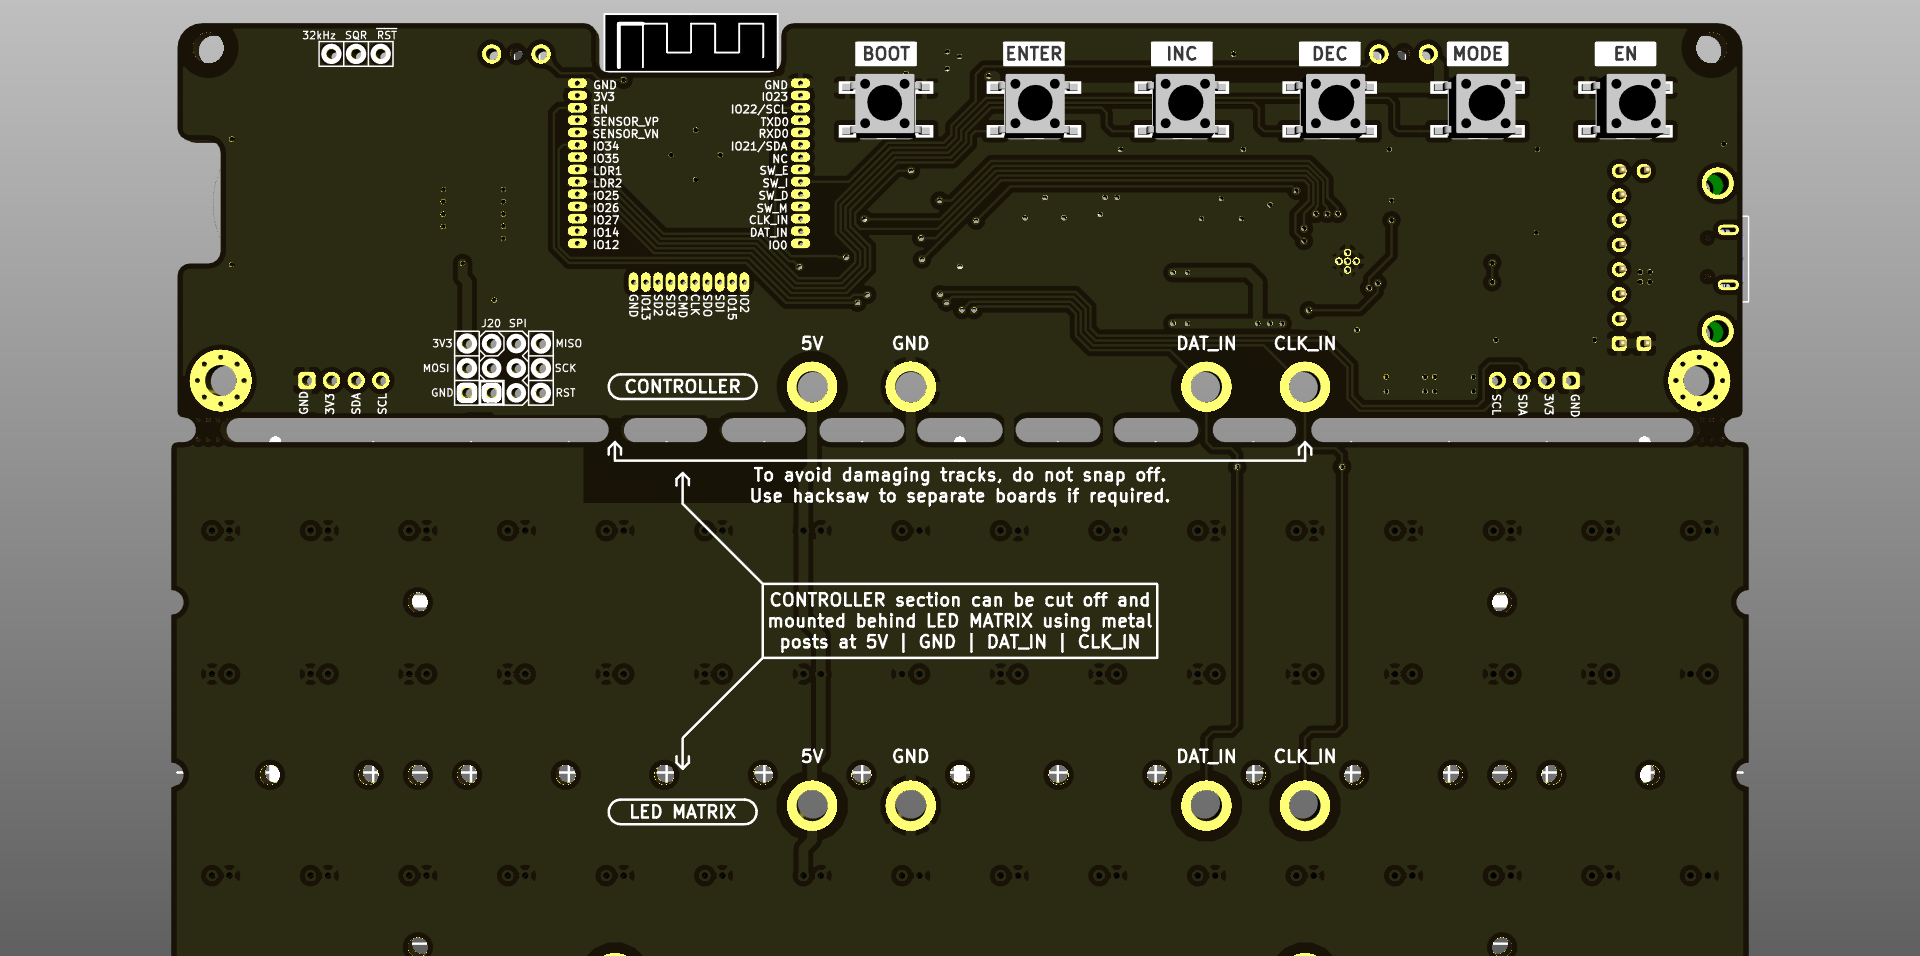 32kHz SQR RST
BOOT
ENTER
INC
DEC
MODE
EN
GND
3V3
EN
SENSOR_VP
SENSOR_VN
IO34
IO35
LDR1
LDR2
IO25
IO26
IO27
IO14
IO12
GND
IO23
IO22/SCL
TXD0
RXD0
IO21/SDA
NC
SW_E
SW_I
SW_D
SW_M
CLK_IN
DAT_IN
IO0
GND
IO13
SD2
SD3
CMD
CLK
SD0
SDI
IO15
IO2
J20 SPI
3V3
MISO
MOSI
SCK
GND
RST
GND
3V3
SDA
SCL
5V
GND
DAT_IN
CLK_IN
CONTROLLER
SCL
SDA
3V3
GND
To avoid damaging tracks, do not snap off.
Use hacksaw to separate boards if required.
CONTROLLER section can be cut off and
mounted behind LED MATRIX using metal
posts at 5V | GND | DAT_IN | CLK_IN
5V
GND
DAT_IN
CLK_IN
LED MATRIX